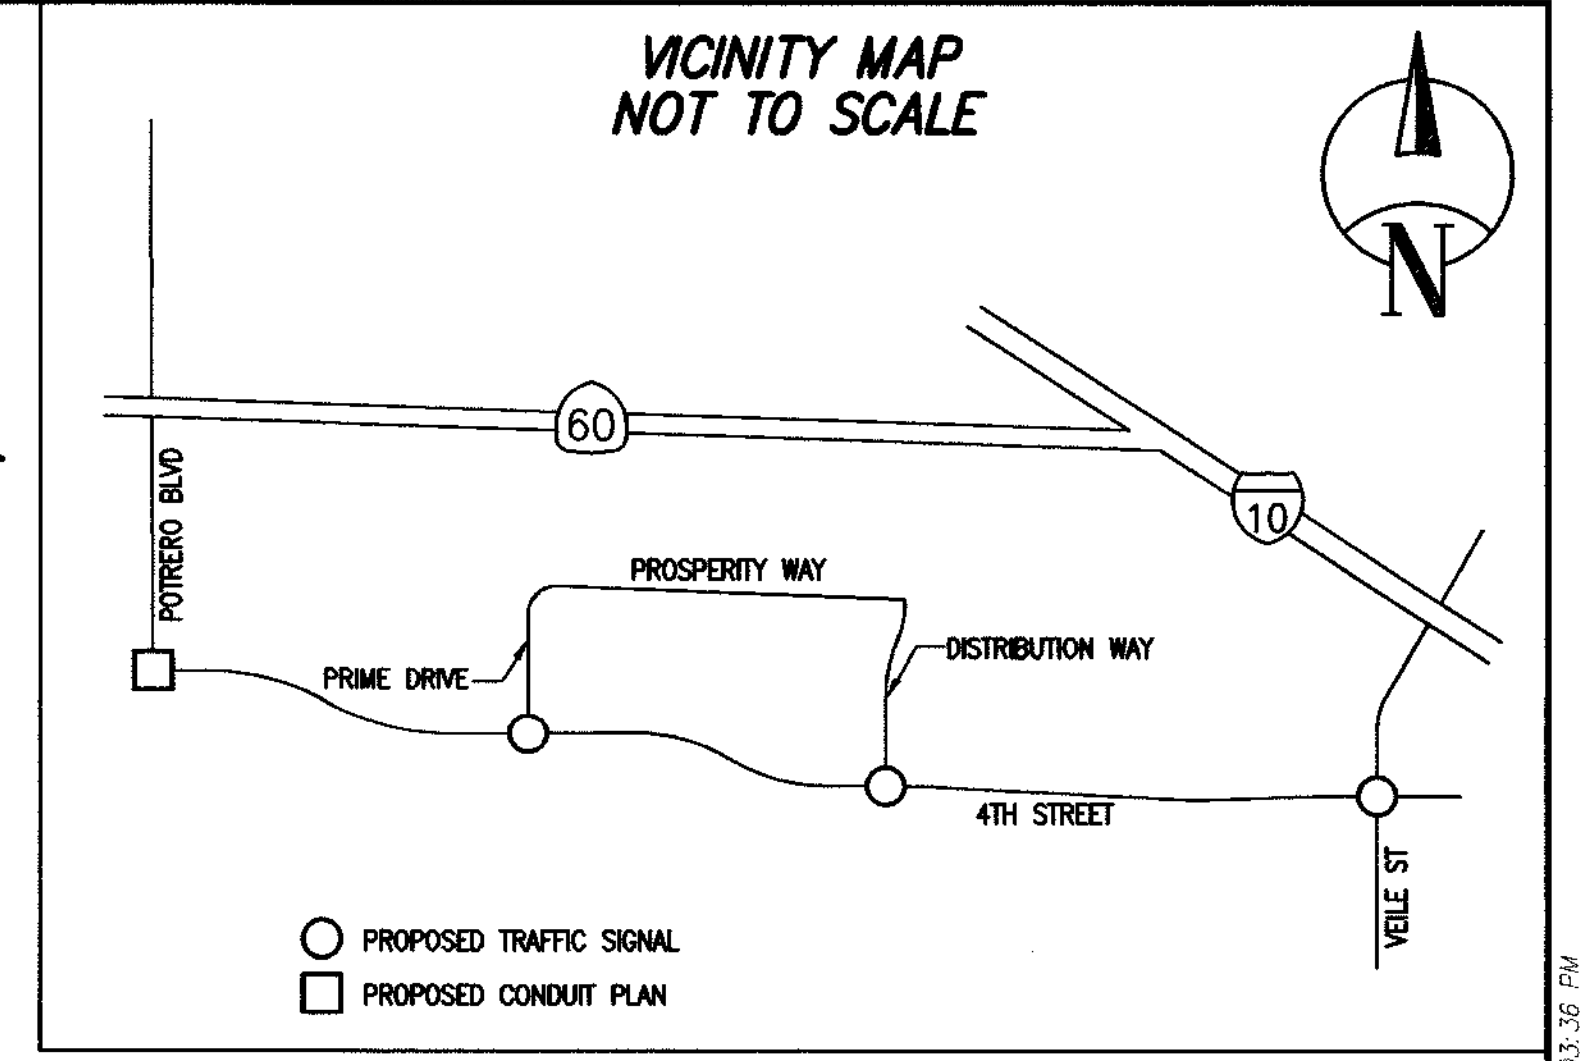 VICINITY MAP
NOT TO SCALE
N
60
10
POTRERO BLVD
PROSPERITY WAY
PRIME DRIVE
DISTRIBUTION WAY
4TH STREET
VEILE ST
PROPOSED TRAFFIC SIGNAL
PROPOSED CONDUIT PLAN
3:36 PM